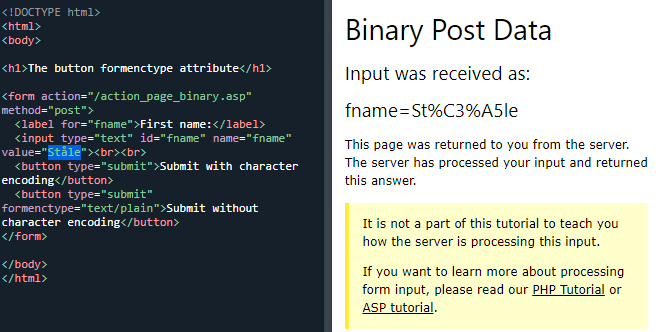 <!DOCTYPE html>
<html>
<body>
<h1>The button formenctype attribute</h1>
<form action="/action_page_binary.asp"
method="post">
<label for="fname">First name:</label>
<input type="text" id="fname" name="fname"
value="Ståle"><br><br>
<button type="submit">Submit with character
encoding</button>
<button type="submit"
formenctype="text/plain">Submit without
character encoding</button>
</form>
</body>
</html>
Binary Post Data
Input was received as:
fname=St%C3%A5le
This page was returned to you from the server.
The server has processed your input and returned
this answer.
It is not a part of this tutorial to teach you
how the server is processing this input.
If you want to learn more about processing
form input, please read our PHP Tutorial or
ASP tutorial.